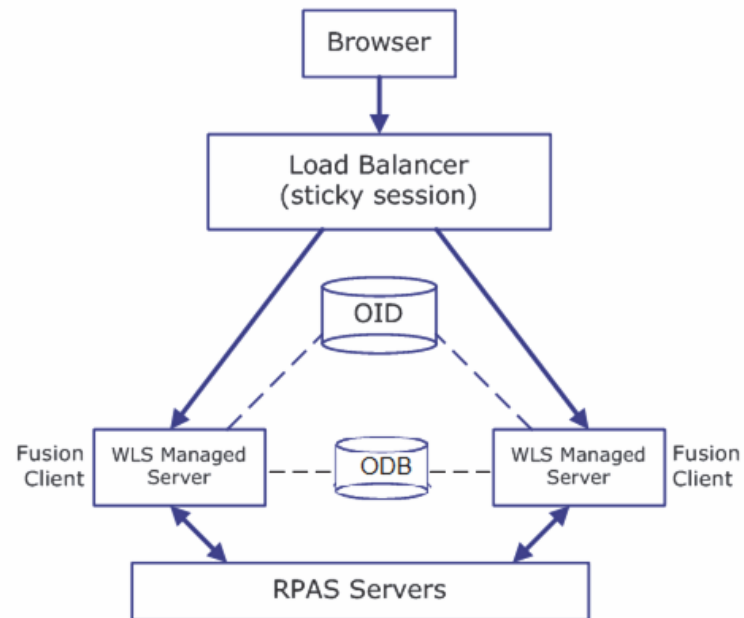 Browser
Load Balancer
(sticky session)
OID
Fusion
Client
WLS Managed
Server
ODB
WLS Managed
Server
Fusion
Client
RPAS Servers